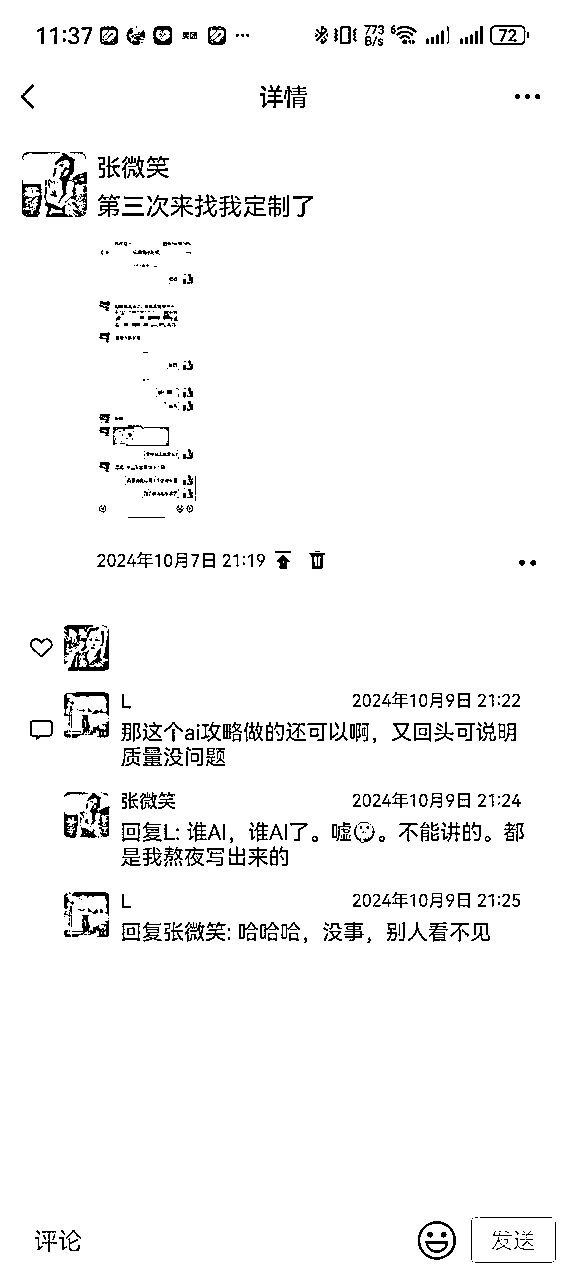 11:37
773 B/s
6
72
详情
张微笑
第三次来找我定制了
2024年10月7日 21:19
L 2024年10月9日 21:22
那这个ai攻略做的还可以啊，又回头可说明
质量没问题
张微笑 2024年10月9日 21:24
回复L: 谁AI，谁AI了。嘘🤫。不能讲的。都
是我熬夜写出来的
L 2024年10月9日 21:25
回复张微笑: 哈哈哈，没事，别人看不见
评论
发送